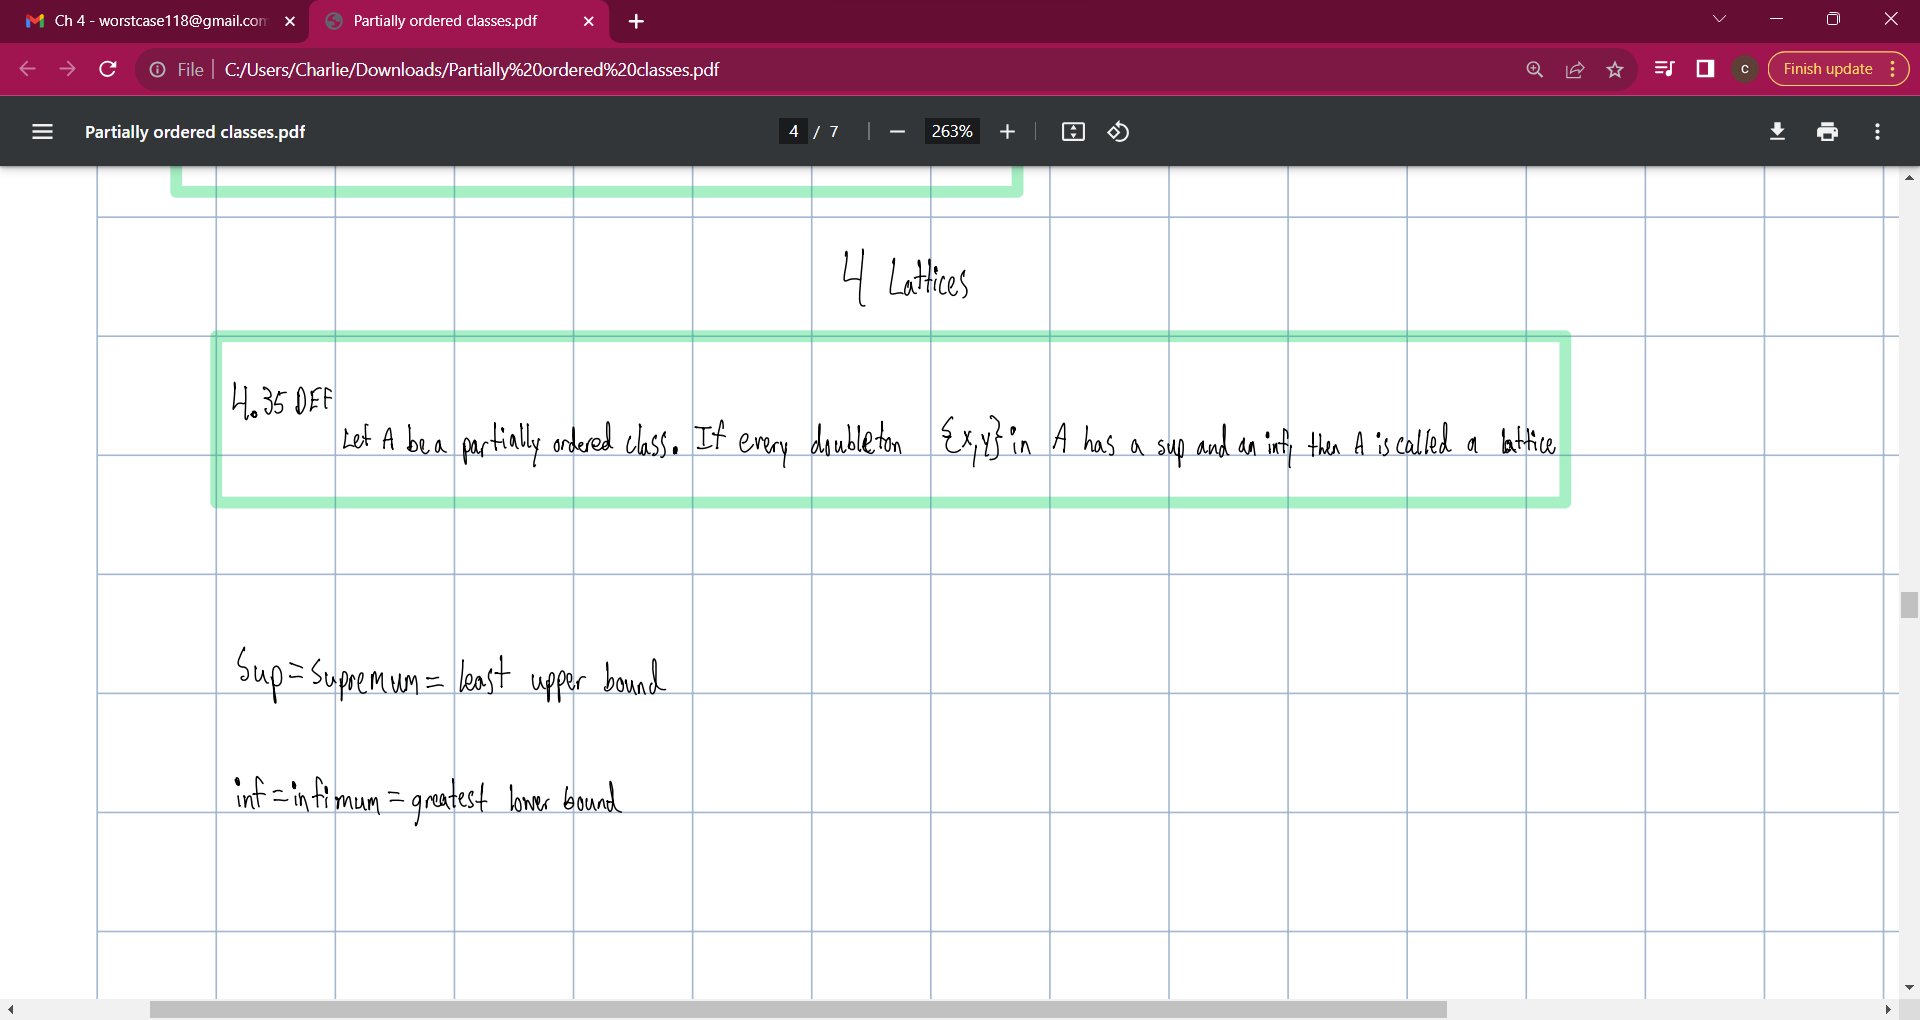 Ch 4 - worstcase118@gmail.com
Partially ordered classes.pdf
File | C:/Users/Charlie/Downloads/Partially%20ordered%20classes.pdf
C
Finish update
Partially ordered classes.pdf
4 / 7
263%
4 Lattices
4.35 DEF
Let A be a partially ordered class. If every doubleton {x,y} in A has a sup and an inf, then A is called a lattice
Sup = Supremum = least upper bound
inf = infimum = greatest lower bound